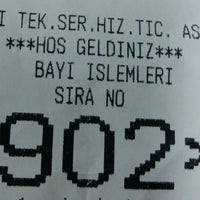 I TEK.SER.HIZ.TIC. AS
***HOS GELDINIZ***
BAYI ISLEMLERI
SIRA NO
902*